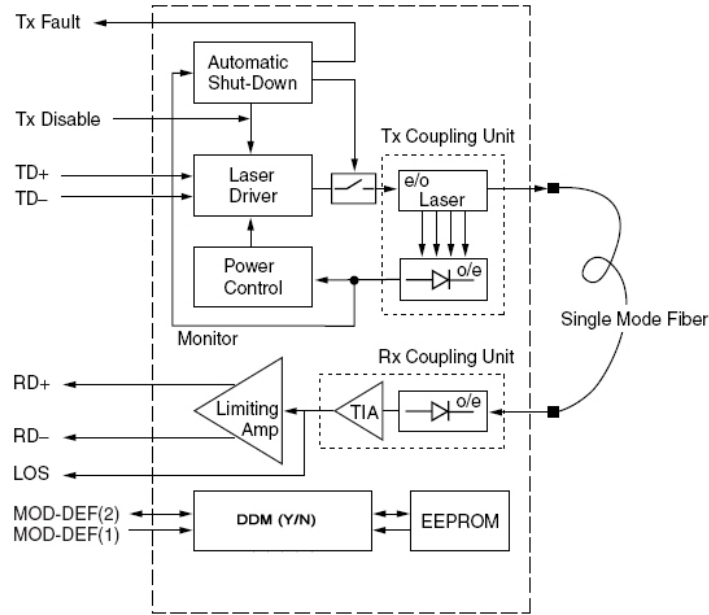 Tx Fault
Automatic
Shut-Down
Tx Disable
Tx Coupling Unit
TD+
TD–
Laser
Driver
e/o
Laser
Power
Control
o/e
Single Mode Fiber
Monitor
Rx Coupling Unit
RD+
RD–
Limiting
Amp
TIA
o/e
LOS
MOD-DEF(2)
MOD-DEF(1)
DDM (Y/N)
EEPROM